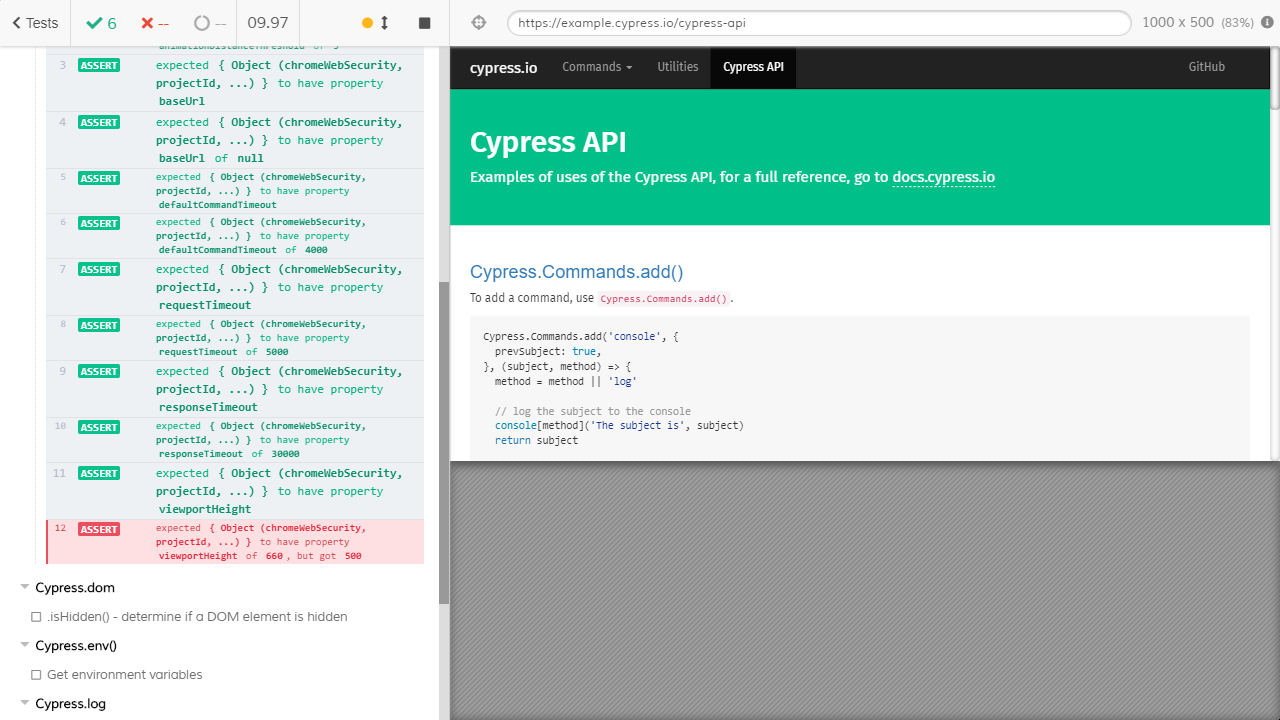 Tests
6
--
--
09.97
https://example.cypress.io/cypress-api
1000 x 500 (83%)
animationDistanceThreshold of 5
3 ASSERT expected { Object (chromeWebSecurity,
projectId, ...) } to have property
baseUrl
4 ASSERT expected { Object (chromeWebSecurity,
projectId, ...) } to have property
baseUrl of null
5 ASSERT expected { Object (chromeWebSecurity,
projectId, ...) } to have property
defaultCommandTimeout
6 ASSERT expected { Object (chromeWebSecurity,
projectId, ...) } to have property
defaultCommandTimeout of 4000
7 ASSERT expected { Object (chromeWebSecurity,
projectId, ...) } to have property
requestTimeout
8 ASSERT expected { Object (chromeWebSecurity,
projectId, ...) } to have property
requestTimeout of 5000
9 ASSERT expected { Object (chromeWebSecurity,
projectId, ...) } to have property
responseTimeout
10 ASSERT expected { Object (chromeWebSecurity,
projectId, ...) } to have property
responseTimeout of 30000
11 ASSERT expected { Object (chromeWebSecurity,
projectId, ...) } to have property
viewportHeight
12 ASSERT expected { Object (chromeWebSecurity,
projectId, ...) } to have property
viewportHeight of 660 , but got 500
Cypress.dom
.isHidden() - determine if a DOM element is hidden
Cypress.env()
Get environment variables
Cypress.log
cypress.io Commands Utilities Cypress API GitHub
Cypress API
Examples of uses of the Cypress API, for a full reference, go to docs.cypress.io
Cypress.Commands.add()
To add a command, use Cypress.Commands.add().
Cypress.Commands.add('console', {
prevSubject: true,
}, (subject, method) => {
method = method || 'log'
// log the subject to the console
console[method]('The subject is', subject)
return subject